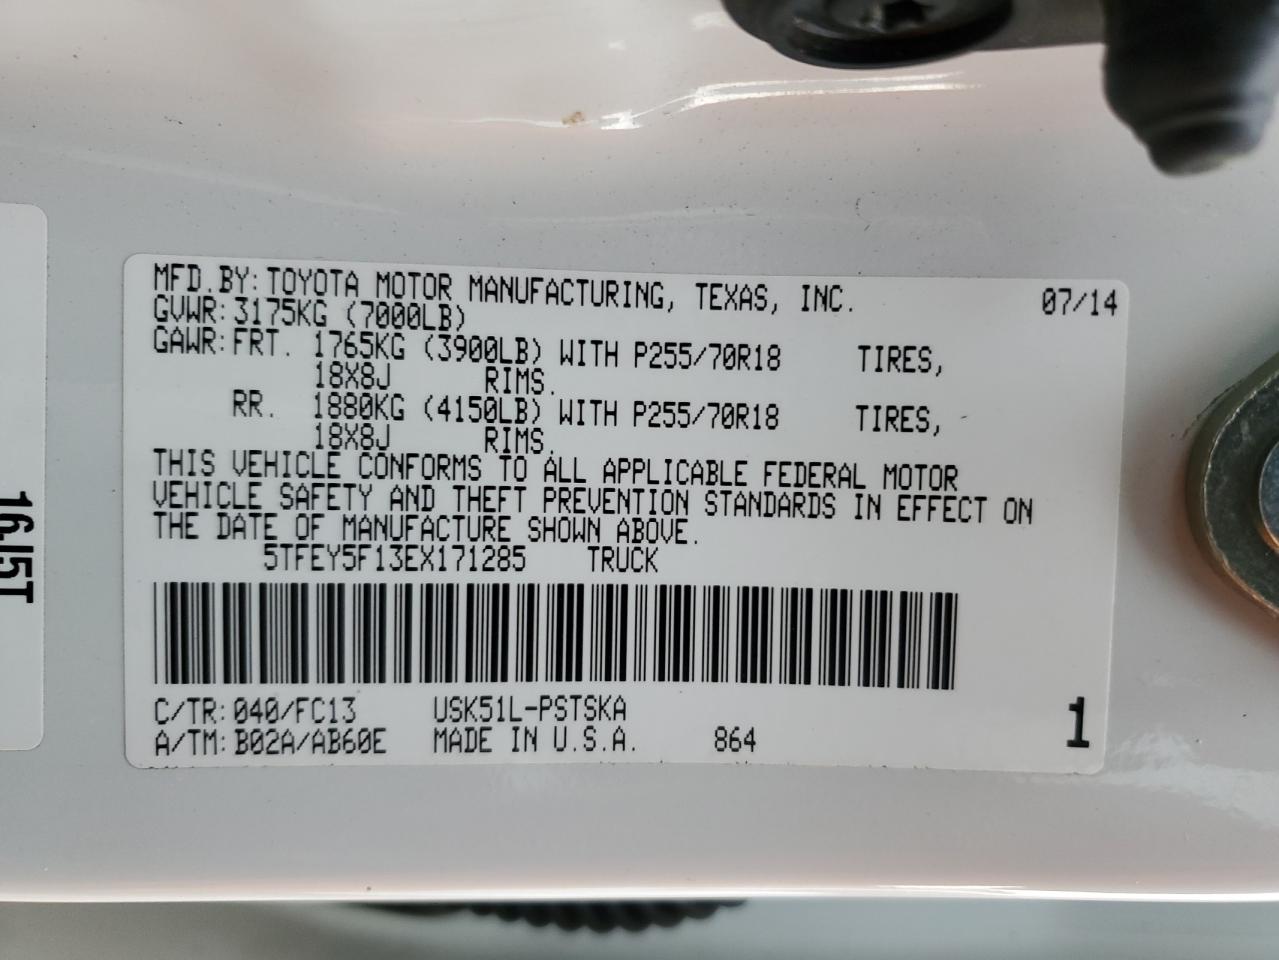 MFD.BY:TOYOTA MOTOR MANUFACTURING, TEXAS, INC. 07/14
GVWR:3175KG (7000LB)
GAWR:FRT. 1765KG (3900LB) WITH P255/70R18 TIRES,
18X8J RIMS.
RR. 1880KG (4150LB) WITH P255/70R18 TIRES,
18X8J RIMS.
THIS VEHICLE CONFORMS TO ALL APPLICABLE FEDERAL MOTOR
VEHICLE SAFETY AND THEFT PREVENTION STANDARDS IN EFFECT ON
THE DATE OF MANUFACTURE SHOWN ABOVE.
5TFEY5F13EX171285 TRUCK
C/TR:040/FC13 USK51L-PSTSKA
A/TM:B02A/AB60E MADE IN U.S.A. 864 1